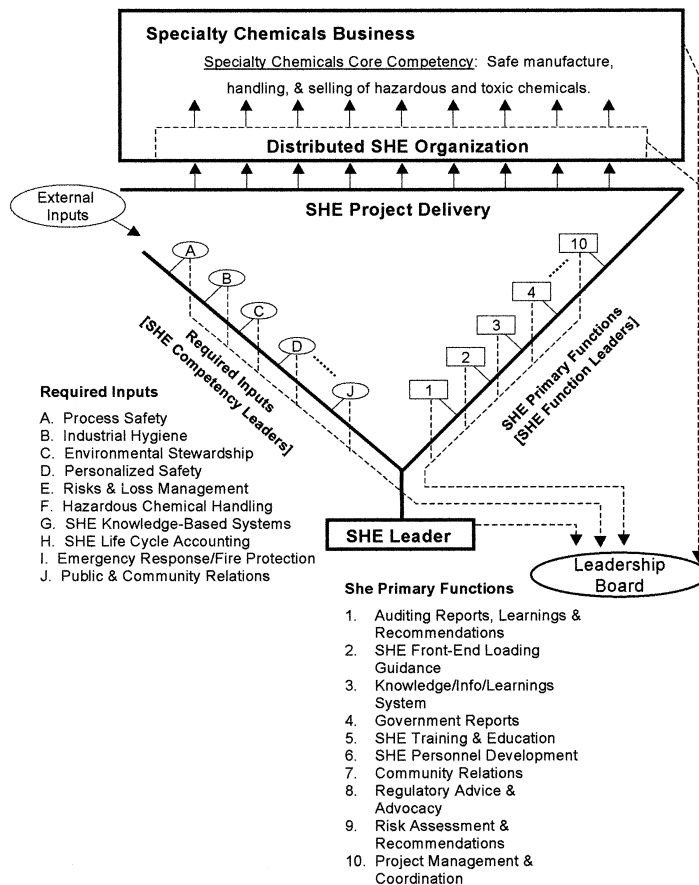 Specialty Chemicals Business
Specialty Chemicals Core Competency: Safe manufacture,
handling, & selling of hazardous and toxic chemicals.
Distributed SHE Organization
External
Inputs
SHE Project Delivery
A
B
C
D
J
10
4
3
2
1
Required Inputs
[SHE Competency Leaders]
SHE Primary Functions
[SHE Function Leaders]
Required Inputs
A. Process Safety
B. Industrial Hygiene
C. Environmental Stewardship
D. Personalized Safety
E. Risks & Loss Management
F. Hazardous Chemical Handling
G. SHE Knowledge-Based Systems
H. SHE Life Cycle Accounting
I. Emergency Response/Fire Protection
J. Public & Community Relations
SHE Leader
Leadership
Board
She Primary Functions
1. Auditing Reports, Learnings &
Recommendations
2. SHE Front-End Loading
Guidance
3. Knowledge/Info/Learnings
System
4. Government Reports
5. SHE Training & Education
6. SHE Personnel Development
7. Community Relations
8. Regulatory Advice &
Advocacy
9. Risk Assessment &
Recommendations
10. Project Management &
Coordination